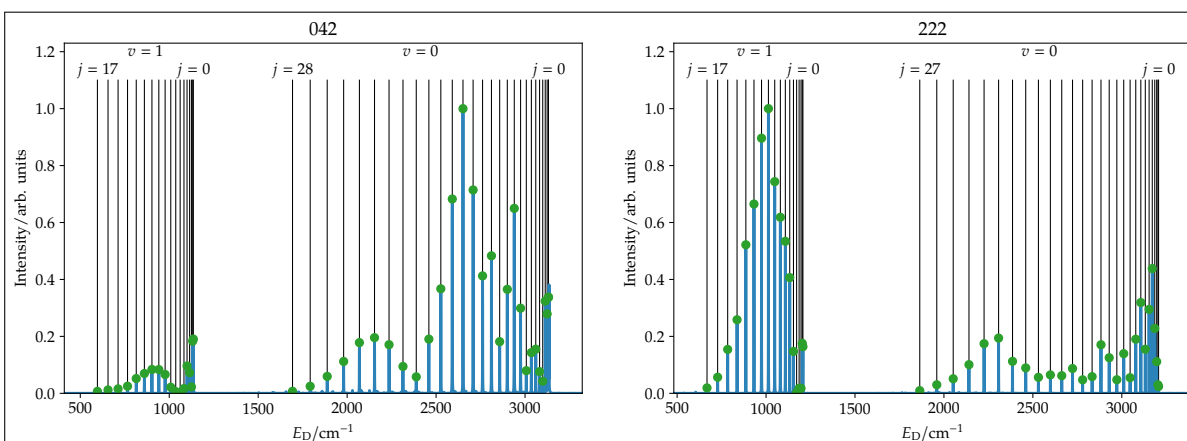 042
v = 1
v = 0
j = 17
j = 0
j = 28
j = 0
Intensity/arb. units
1.2
1.0
0.8
0.6
0.4
0.2
0.0
500
1000
1500
2000
2500
3000
E_D/cm⁻¹
222
v = 1
v = 0
j = 17
j = 0
j = 27
j = 0
Intensity/arb. units
1.2
1.0
0.8
0.6
0.4
0.2
0.0
500
1000
1500
2000
2500
3000
E_D/cm⁻¹